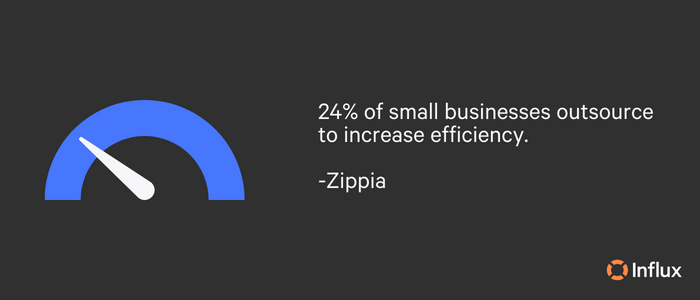 24% of small businesses outsource
to increase efficiency.
-Zippia
Influx